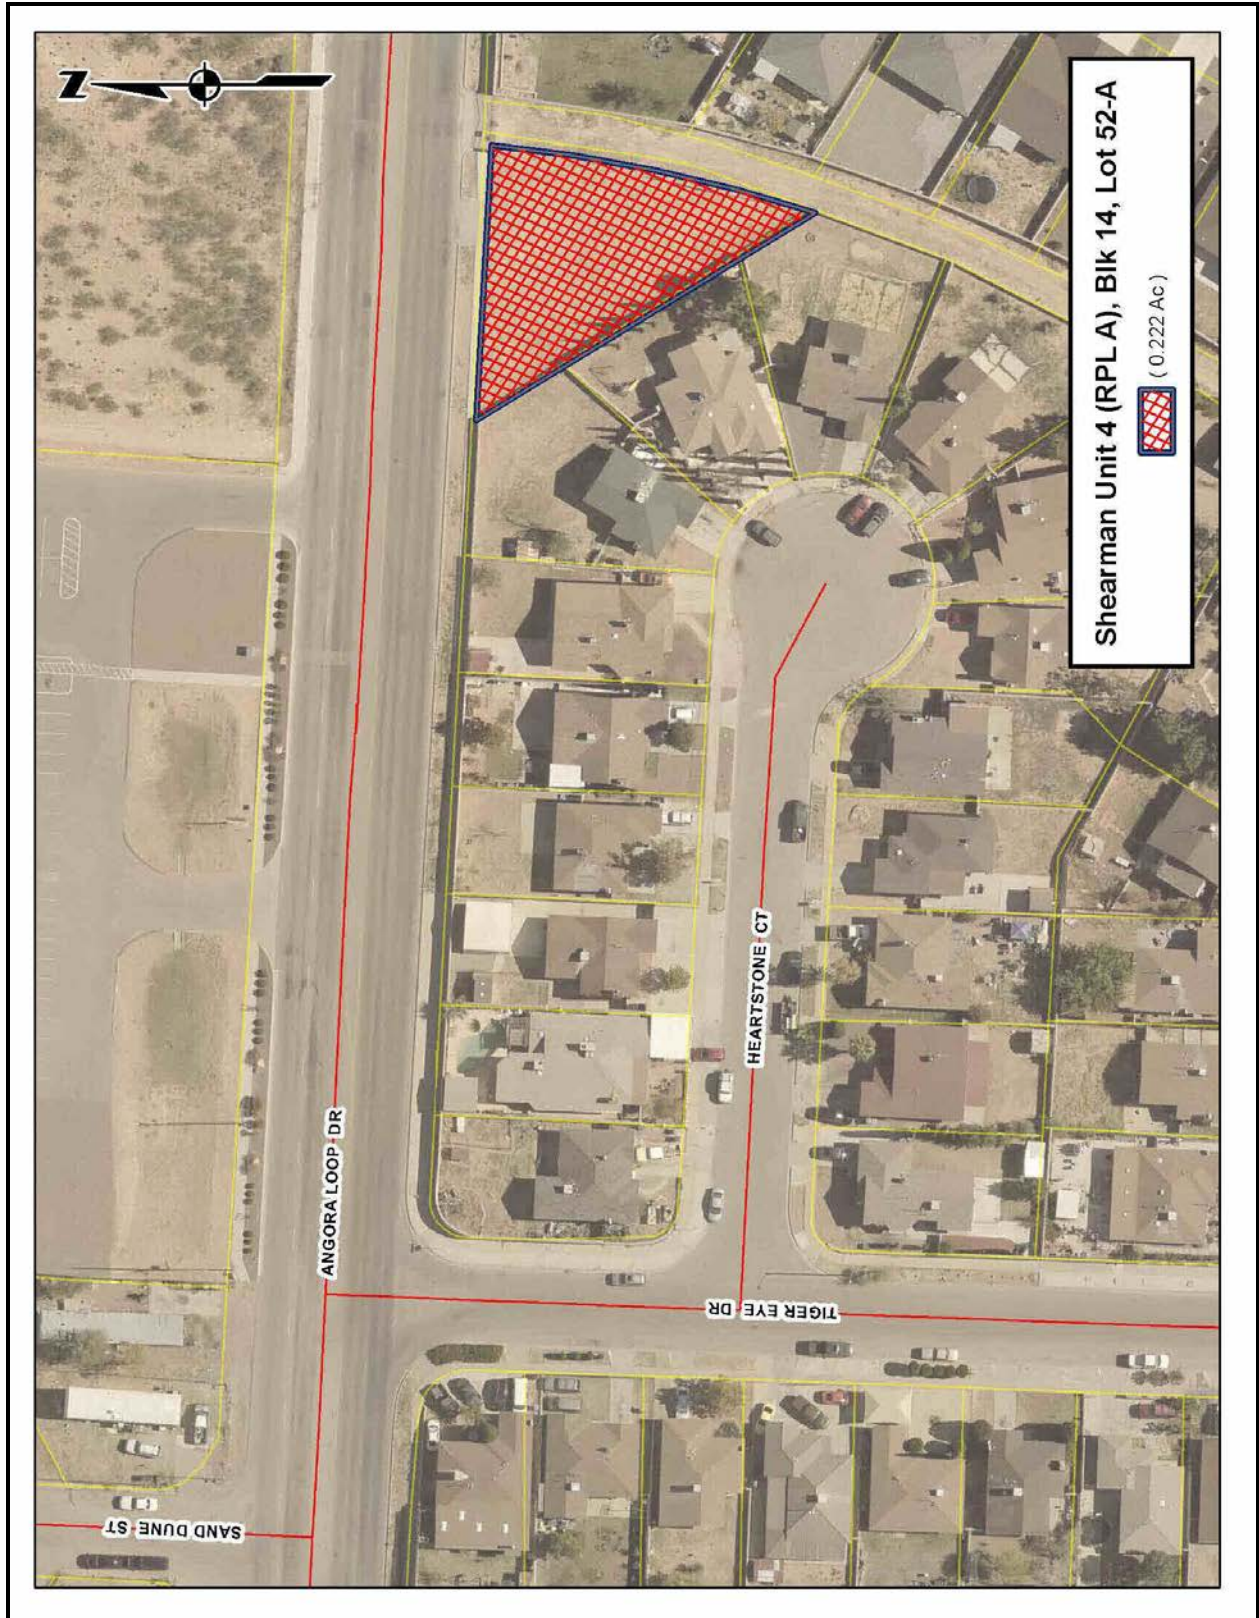 N
SAND DUNE ST
ANGORA LOOP DR
TIGER EYE DR
HEARTSTONE CT
Shearman Unit 4 (RPL A), Blk 14, Lot 52-A
( 0.222 Ac )